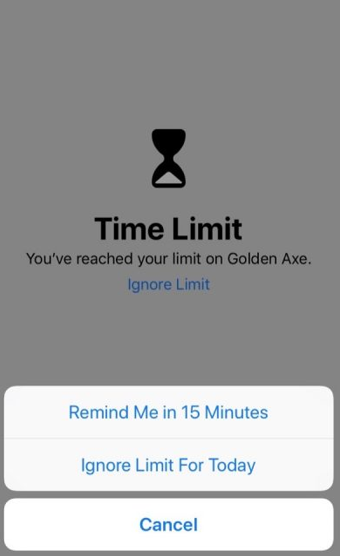 Time Limit
You’ve reached your limit on Golden Axe.
Ignore Limit
Remind Me in 15 Minutes
Ignore Limit For Today
Cancel